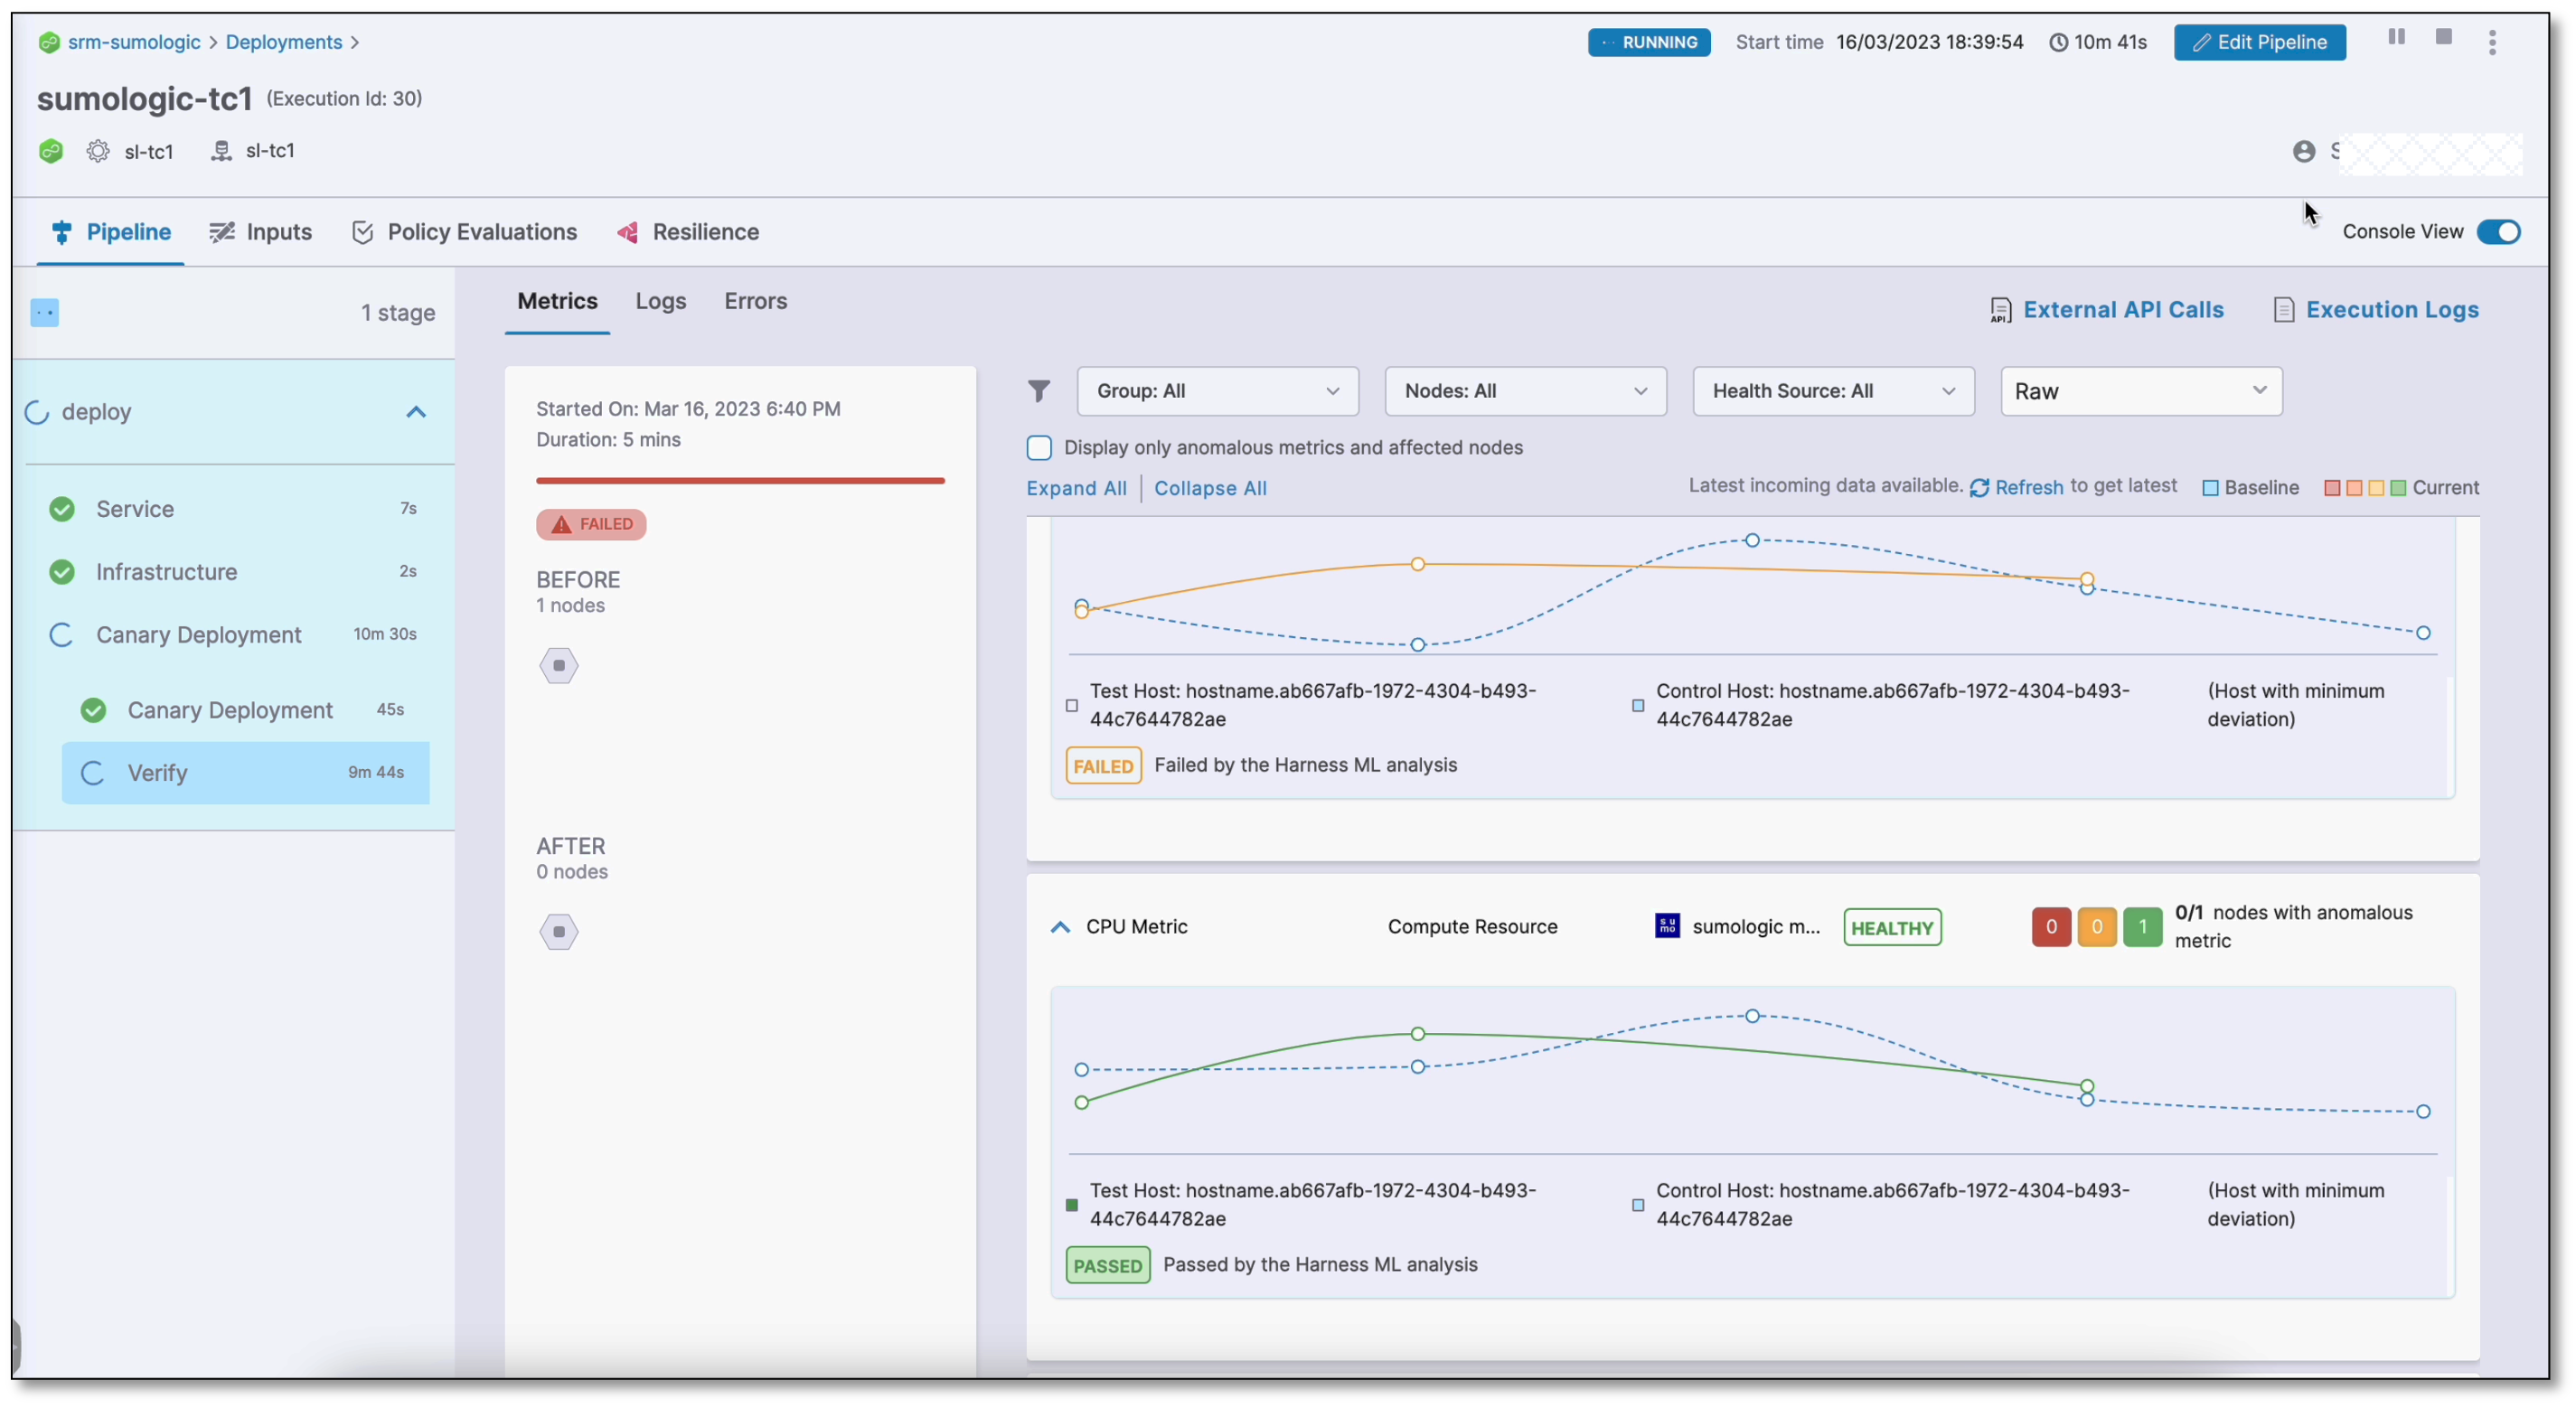 srm-sumologic > Deployments >
RUNNING Start time 16/03/2023 18:39:54 10m 41s Edit Pipeline
sumologic-tc1 (Execution Id: 30)
sl-tc1 sl-tc1
S
Pipeline Inputs Policy Evaluations Resilience
Console View
1 stage
deploy
Service 7s
Infrastructure 2s
Canary Deployment 10m 30s
Canary Deployment 45s
Verify 9m 44s
Metrics Logs Errors
External API Calls Execution Logs
Started On: Mar 16, 2023 6:40 PM
Duration: 5 mins
FAILED
BEFORE
1 nodes
AFTER
0 nodes
Group: All Nodes: All Health Source: All Raw
Display only anomalous metrics and affected nodes
Expand All Collapse All
Latest incoming data available. Refresh to get latest Baseline Current
Test Host: hostname.ab667afb-1972-4304-b493-
44c7644782ae
Control Host: hostname.ab667afb-1972-4304-b493-
44c7644782ae
(Host with minimum
deviation)
FAILED Failed by the Harness ML analysis
CPU Metric Compute Resource sumo sumologic m... HEALTHY 0 0 1 0/1 nodes with anomalous
metric
Test Host: hostname.ab667afb-1972-4304-b493-
44c7644782ae
Control Host: hostname.ab667afb-1972-4304-b493-
44c7644782ae
(Host with minimum
deviation)
PASSED Passed by the Harness ML analysis